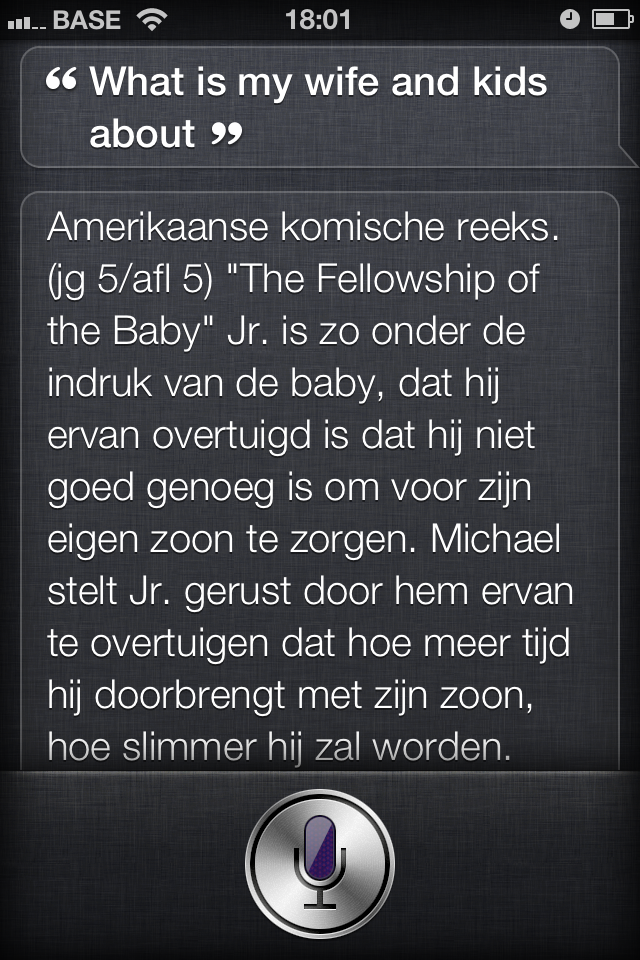 BASE 18:01
“ What is my wife and kids
about ”
Amerikaanse komische reeks.
(jg 5/afl 5) "The Fellowship of
the Baby" Jr. is zo onder de
indruk van de baby, dat hij
ervan overtuigd is dat hij niet
goed genoeg is om voor zijn
eigen zoon te zorgen. Michael
stelt Jr. gerust door hem ervan
te overtuigen dat hoe meer tijd
hij doorbrengt met zijn zoon,
hoe slimmer hij zal worden.